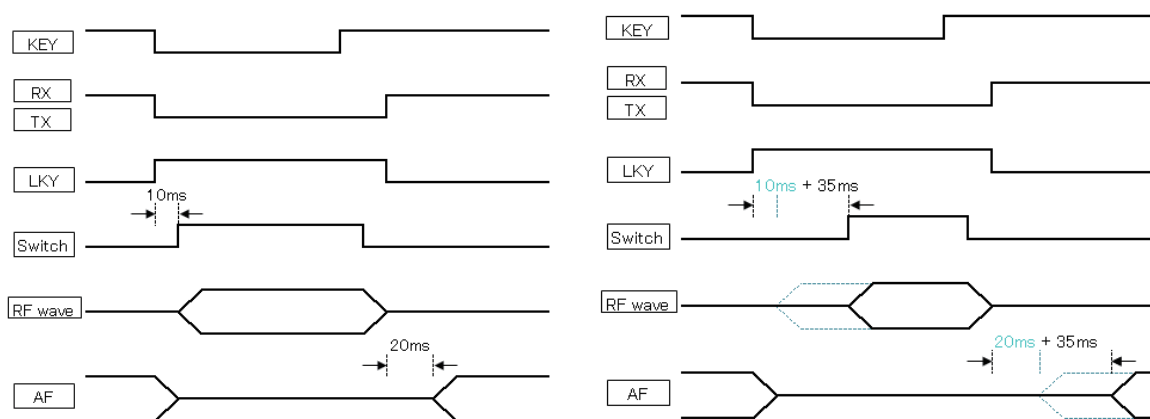 KEY
RX
TX
LKY
10ms
Switch
RF wave
20ms
AF
KEY
RX
TX
LKY
10ms + 35ms
Switch
RF wave
20ms + 35ms
AF